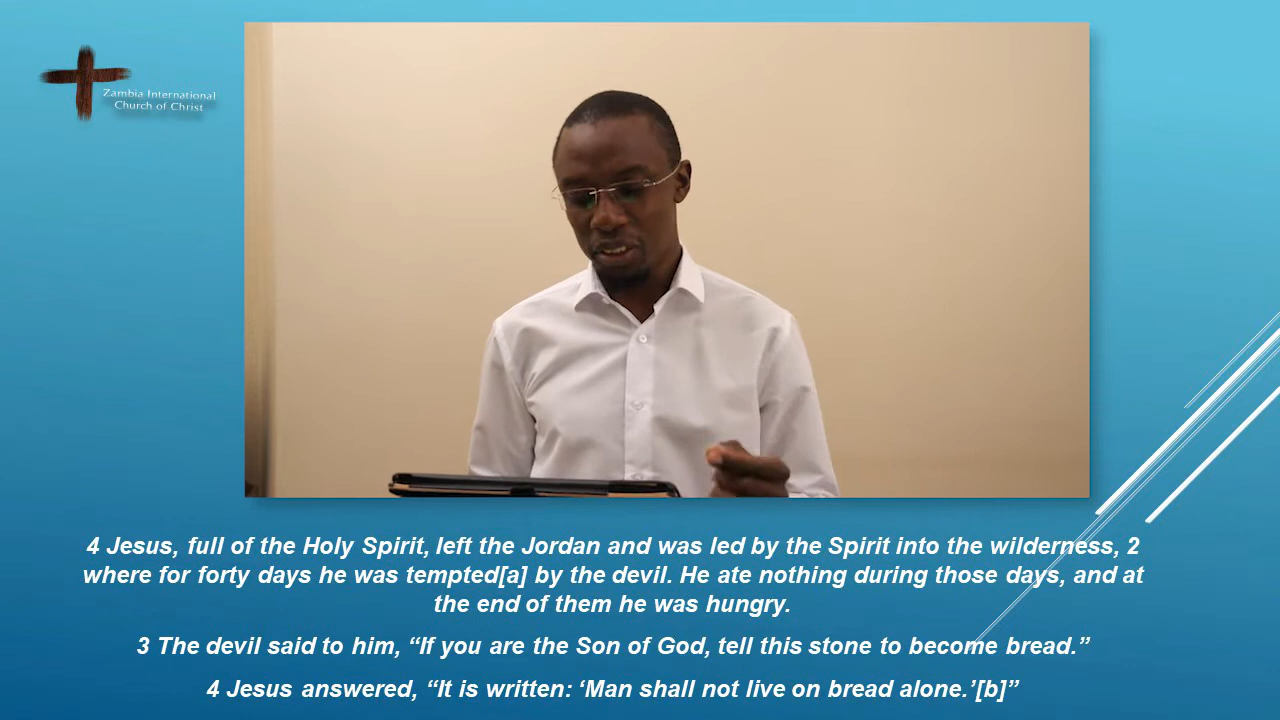 Zambia International
Church of Christ
4 Jesus, full of the Holy Spirit, left the Jordan and was led by the Spirit into the wilderness, 2
where for forty days he was tempted[a] by the devil. He ate nothing during those days, and at
the end of them he was hungry.
3 The devil said to him, “If you are the Son of God, tell this stone to become bread.”
4 Jesus answered, “It is written: ‘Man shall not live on bread alone.’[b]”